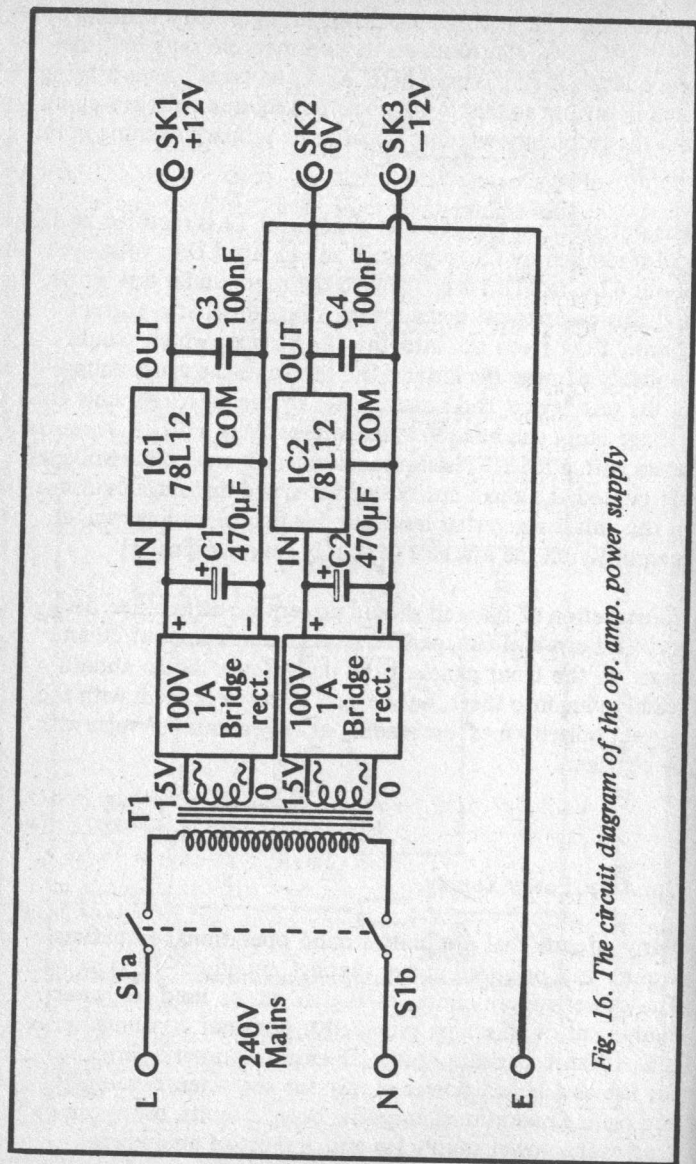 L
S1a
240V
Mains
N
S1b
E
T1
15V
0
15V
0
100V
1A
Bridge
rect.
~
~
+
−
100V
1A
Bridge
rect.
~
~
+
−
+
C1
470µF
+
C2
470µF
IN
IC1
78L12
OUT
COM
IN
IC2
78L12
OUT
COM
C3
100nF
C4
100nF
SK1
+12V
SK2
0V
SK3
−12V
Fig. 16. The circuit diagram of the op. amp. power supply